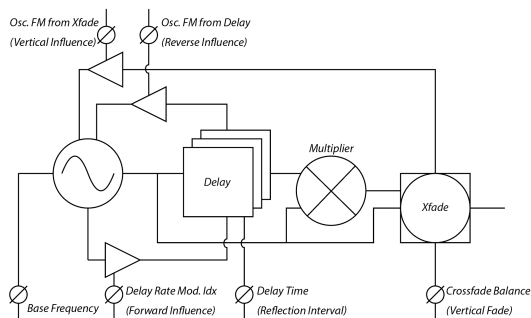 Osc. FM from Xfade
(Vertical Influence)
Osc. FM from Delay
(Reverse Influence)
Multiplier
Delay
Xfade
Base Frequency
Delay Rate Mod. Idx
(Forward Influence)
Delay Time
(Reflection Interval)
Crossfade Balance
(Vertical Fade)